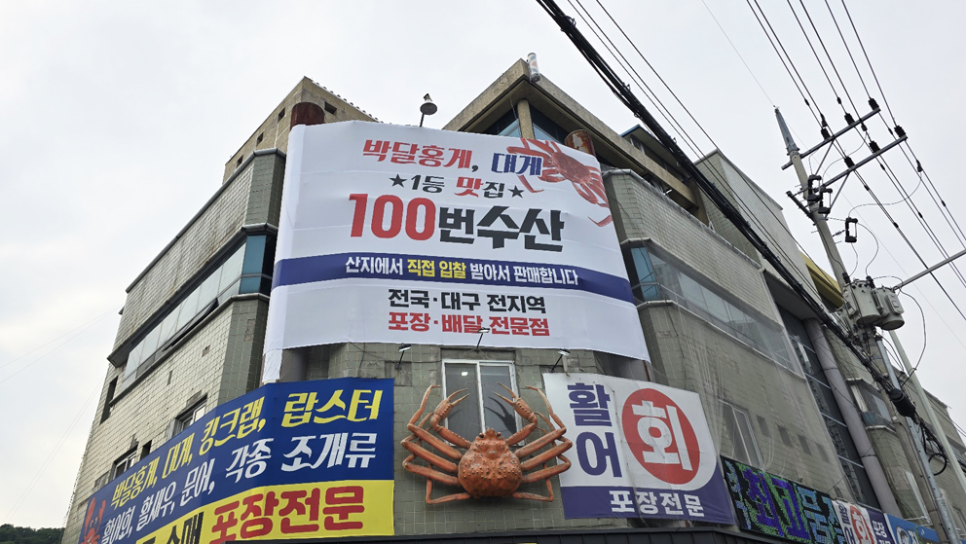 박달홍게, 대게
★1등 맛집★
100번수산
산지에서 직접 입찰 받아서 판매합니다
전국·대구 전지역
포장·배달 전문점
박달홍게, 대게, 킹크랩, 랍스터
활어회, 활새우, 문어, 각종 조개류
소매 포장전문
활어
회
포장전문
회